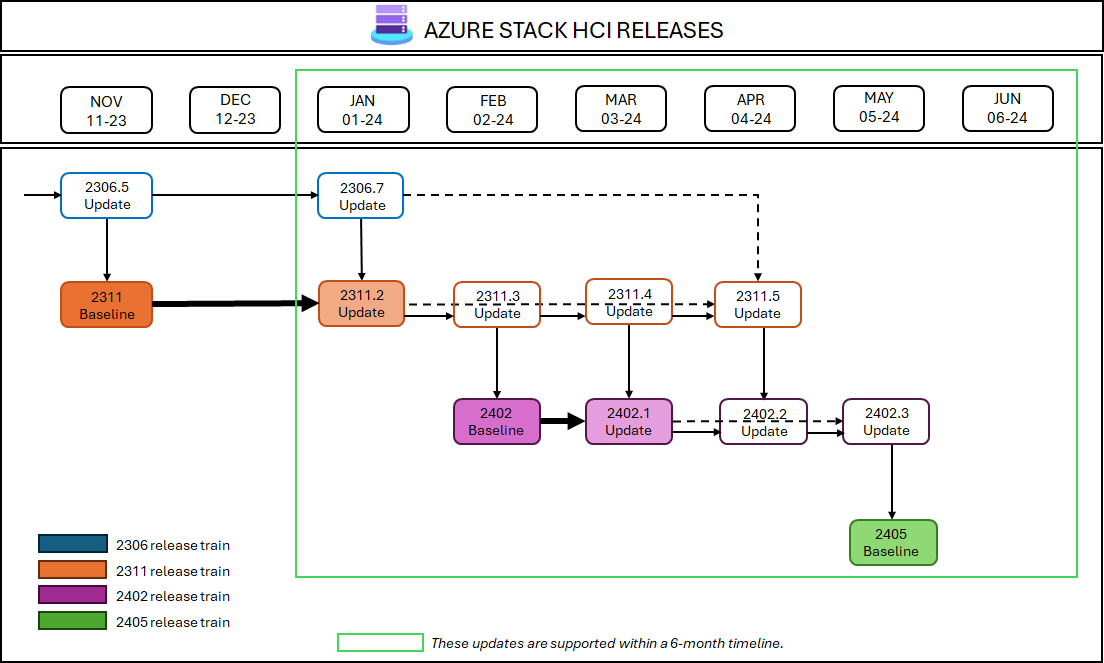 AZURE STACK HCI RELEASES
NOV
11-23
DEC
12-23
JAN
01-24
FEB
02-24
MAR
03-24
APR
04-24
MAY
05-24
JUN
06-24
2306.5
Update
2306.7
Update
2311
Baseline
2311.2
Update
2311.3
Update
2311.4
Update
2311.5
Update
2402
Baseline
2402.1
Update
2402.2
Update
2402.3
Update
2405
Baseline
2306 release train
2311 release train
2402 release train
2405 release train
These updates are supported within a 6-month timeline.